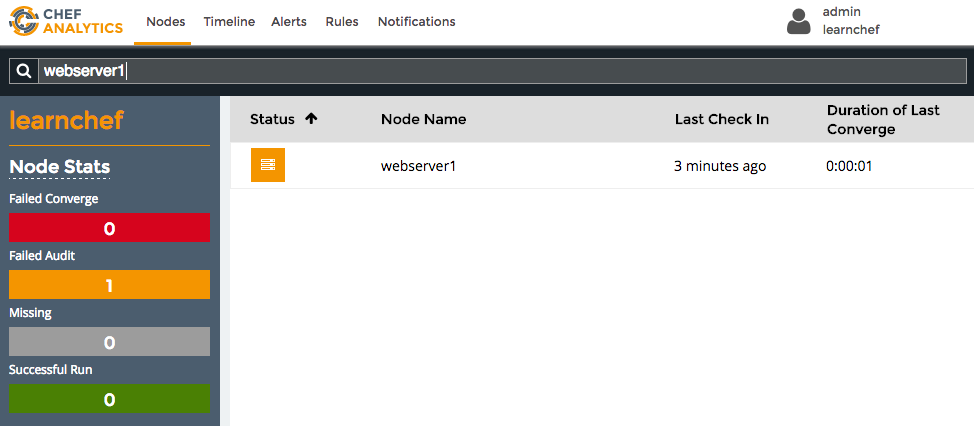 CHEF
ANALYTICS
Nodes Timeline Alerts Rules Notifications
admin
learnchef
webserver1
learnchef
Node Stats
Failed Converge
0
Failed Audit
1
Missing
0
Successful Run
0
Status Node Name Last Check In Duration of Last
Converge
webserver1 3 minutes ago 0:00:01